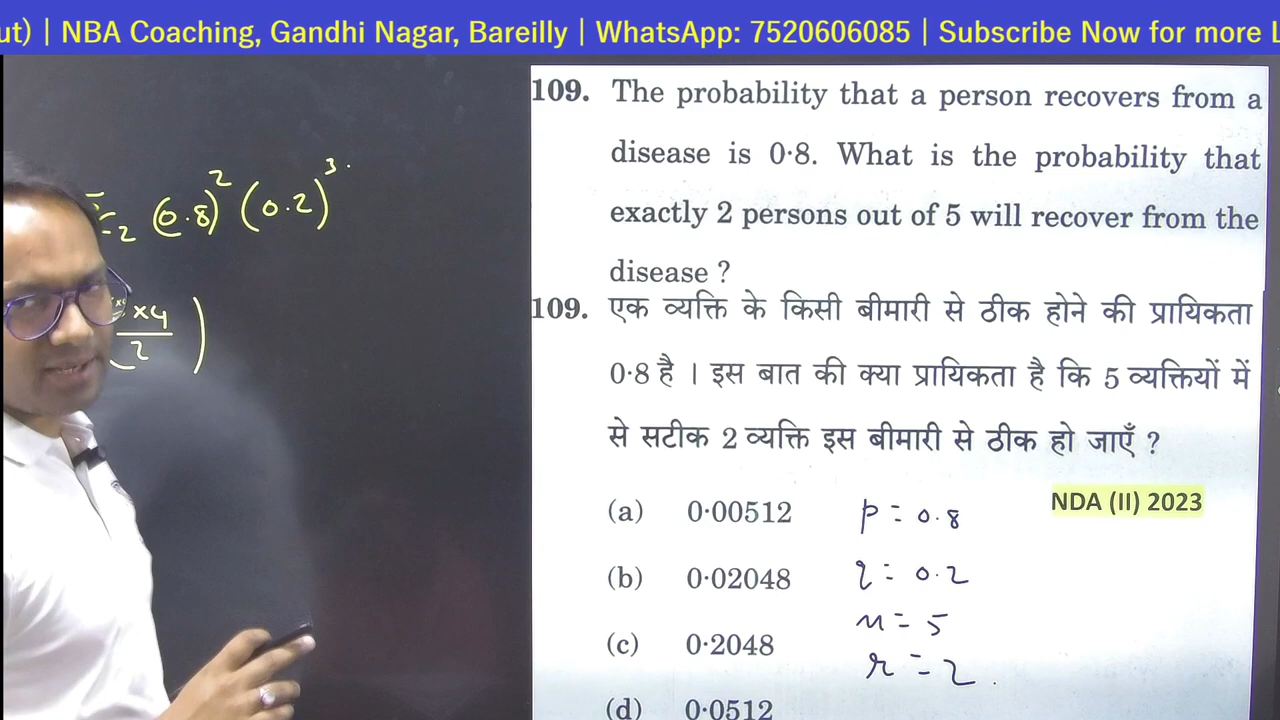 ut) | NBA Coaching, Gandhi Nagar, Bareilly | WhatsApp: 7520606085 | Subscribe Now for more L
(0.8)² (0.2)³
×4
2
109. The probability that a person recovers from a
disease is 0·8. What is the probability that
exactly 2 persons out of 5 will recover from the
disease ?
109. एक व्यक्ति के किसी बीमारी से ठीक होने की प्रायिकता
0·8 है । इस बात की क्या प्रायिकता है कि 5 व्यक्तियों में
से सटीक 2 व्यक्ति इस बीमारी से ठीक हो जाएँ ?
NDA (II) 2023
(a) 0·00512 p = 0.8
(b) 0·02048 q = 0.2
n = 5
(c) 0·2048 r = 2
(d) 0·0512